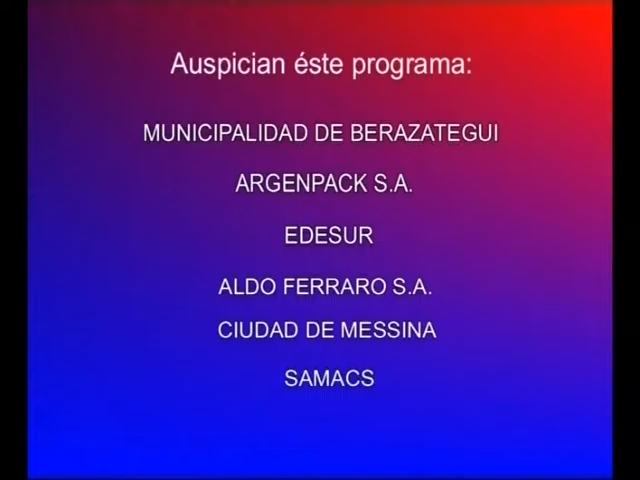 Auspician éste programa:
MUNICIPALIDAD DE BERAZATEGUI
ARGENPACK S.A.
EDESUR
ALDO FERRARO S.A.
CIUDAD DE MESSINA
SAMACS